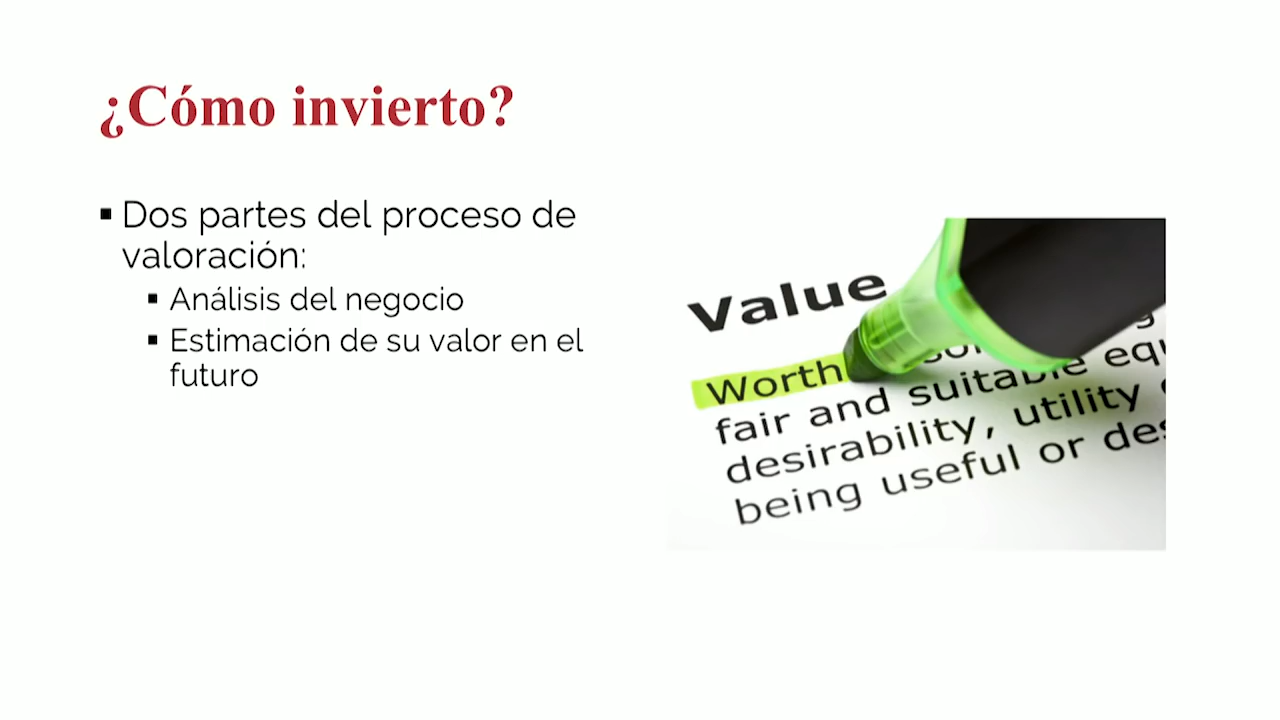 ¿Cómo invierto?
▪ Dos partes del proceso de
valoración:
▪ Análisis del negocio
▪ Estimación de su valor en el
futuro
Value
Worth
fair and suitable
desirability, utility
being useful or